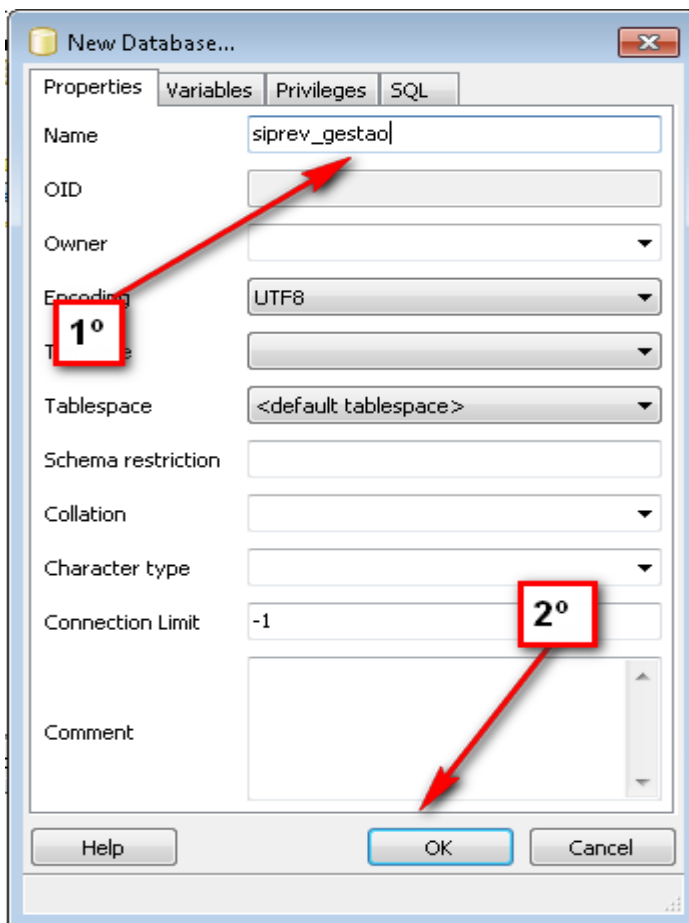 New Database...
Properties Variables Privileges SQL
Name siprev_gestao
OID
Owner
Encoding UTF8
1º
Tablespace <default tablespace>
Schema restriction
Collation
Character type
Connection Limit -1
2º
Comment
Help OK Cancel